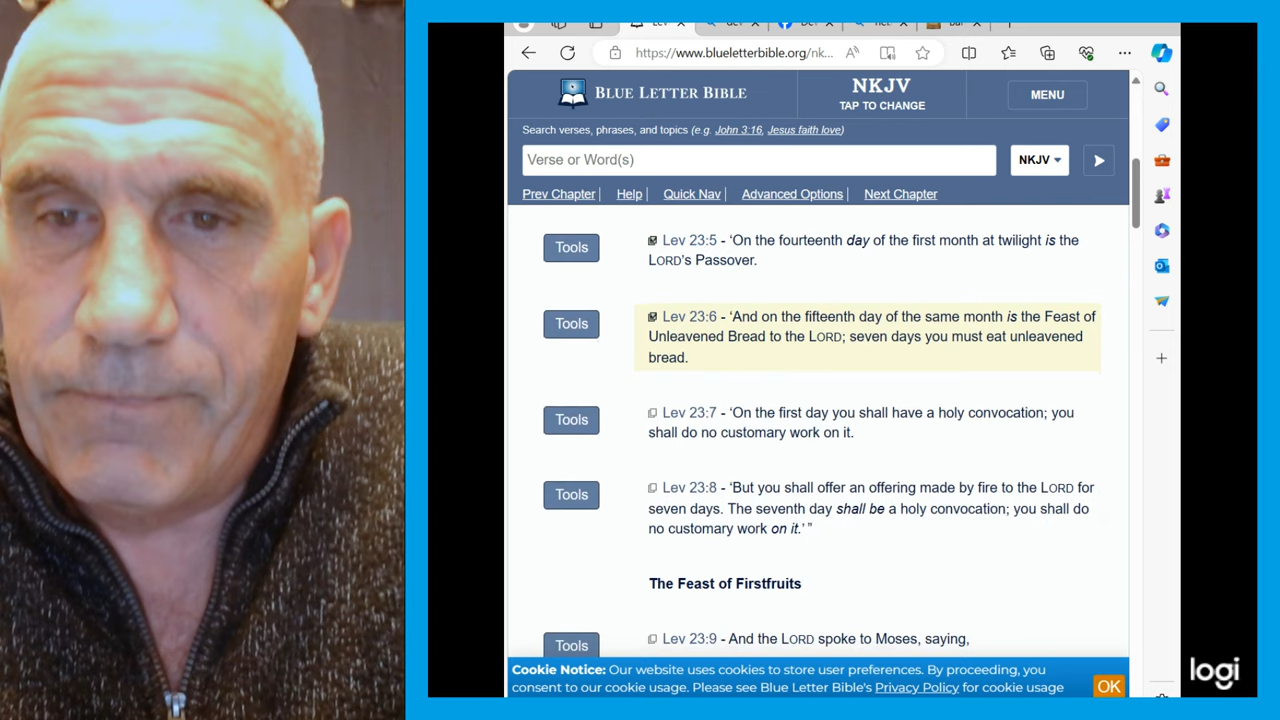 https://www.blueletterbible.org/nk...
BLUE LETTER BIBLE
NKJV
TAP TO CHANGE
MENU
Search verses, phrases, and topics (e.g. John 3:16, Jesus faith love)
Verse or Word(s)
NKJV
Prev Chapter | Help | Quick Nav | Advanced Options | Next Chapter
Tools
Lev 23:5 - ‘On the fourteenth day of the first month at twilight is the
LORD’s Passover.
Tools
Lev 23:6 - ‘And on the fifteenth day of the same month is the Feast of
Unleavened Bread to the LORD; seven days you must eat unleavened
bread.
Tools
Lev 23:7 - ‘On the first day you shall have a holy convocation; you
shall do no customary work on it.
Tools
Lev 23:8 - ‘But you shall offer an offering made by fire to the LORD for
seven days. The seventh day shall be a holy convocation; you shall do
no customary work on it.’ ”
The Feast of Firstfruits
Tools
Lev 23:9 - And the LORD spoke to Moses, saying,
Cookie Notice: Our website uses cookies to store user preferences. By proceeding, you
consent to our cookie usage. Please see Blue Letter Bible's Privacy Policy for cookie usage
OK
logi